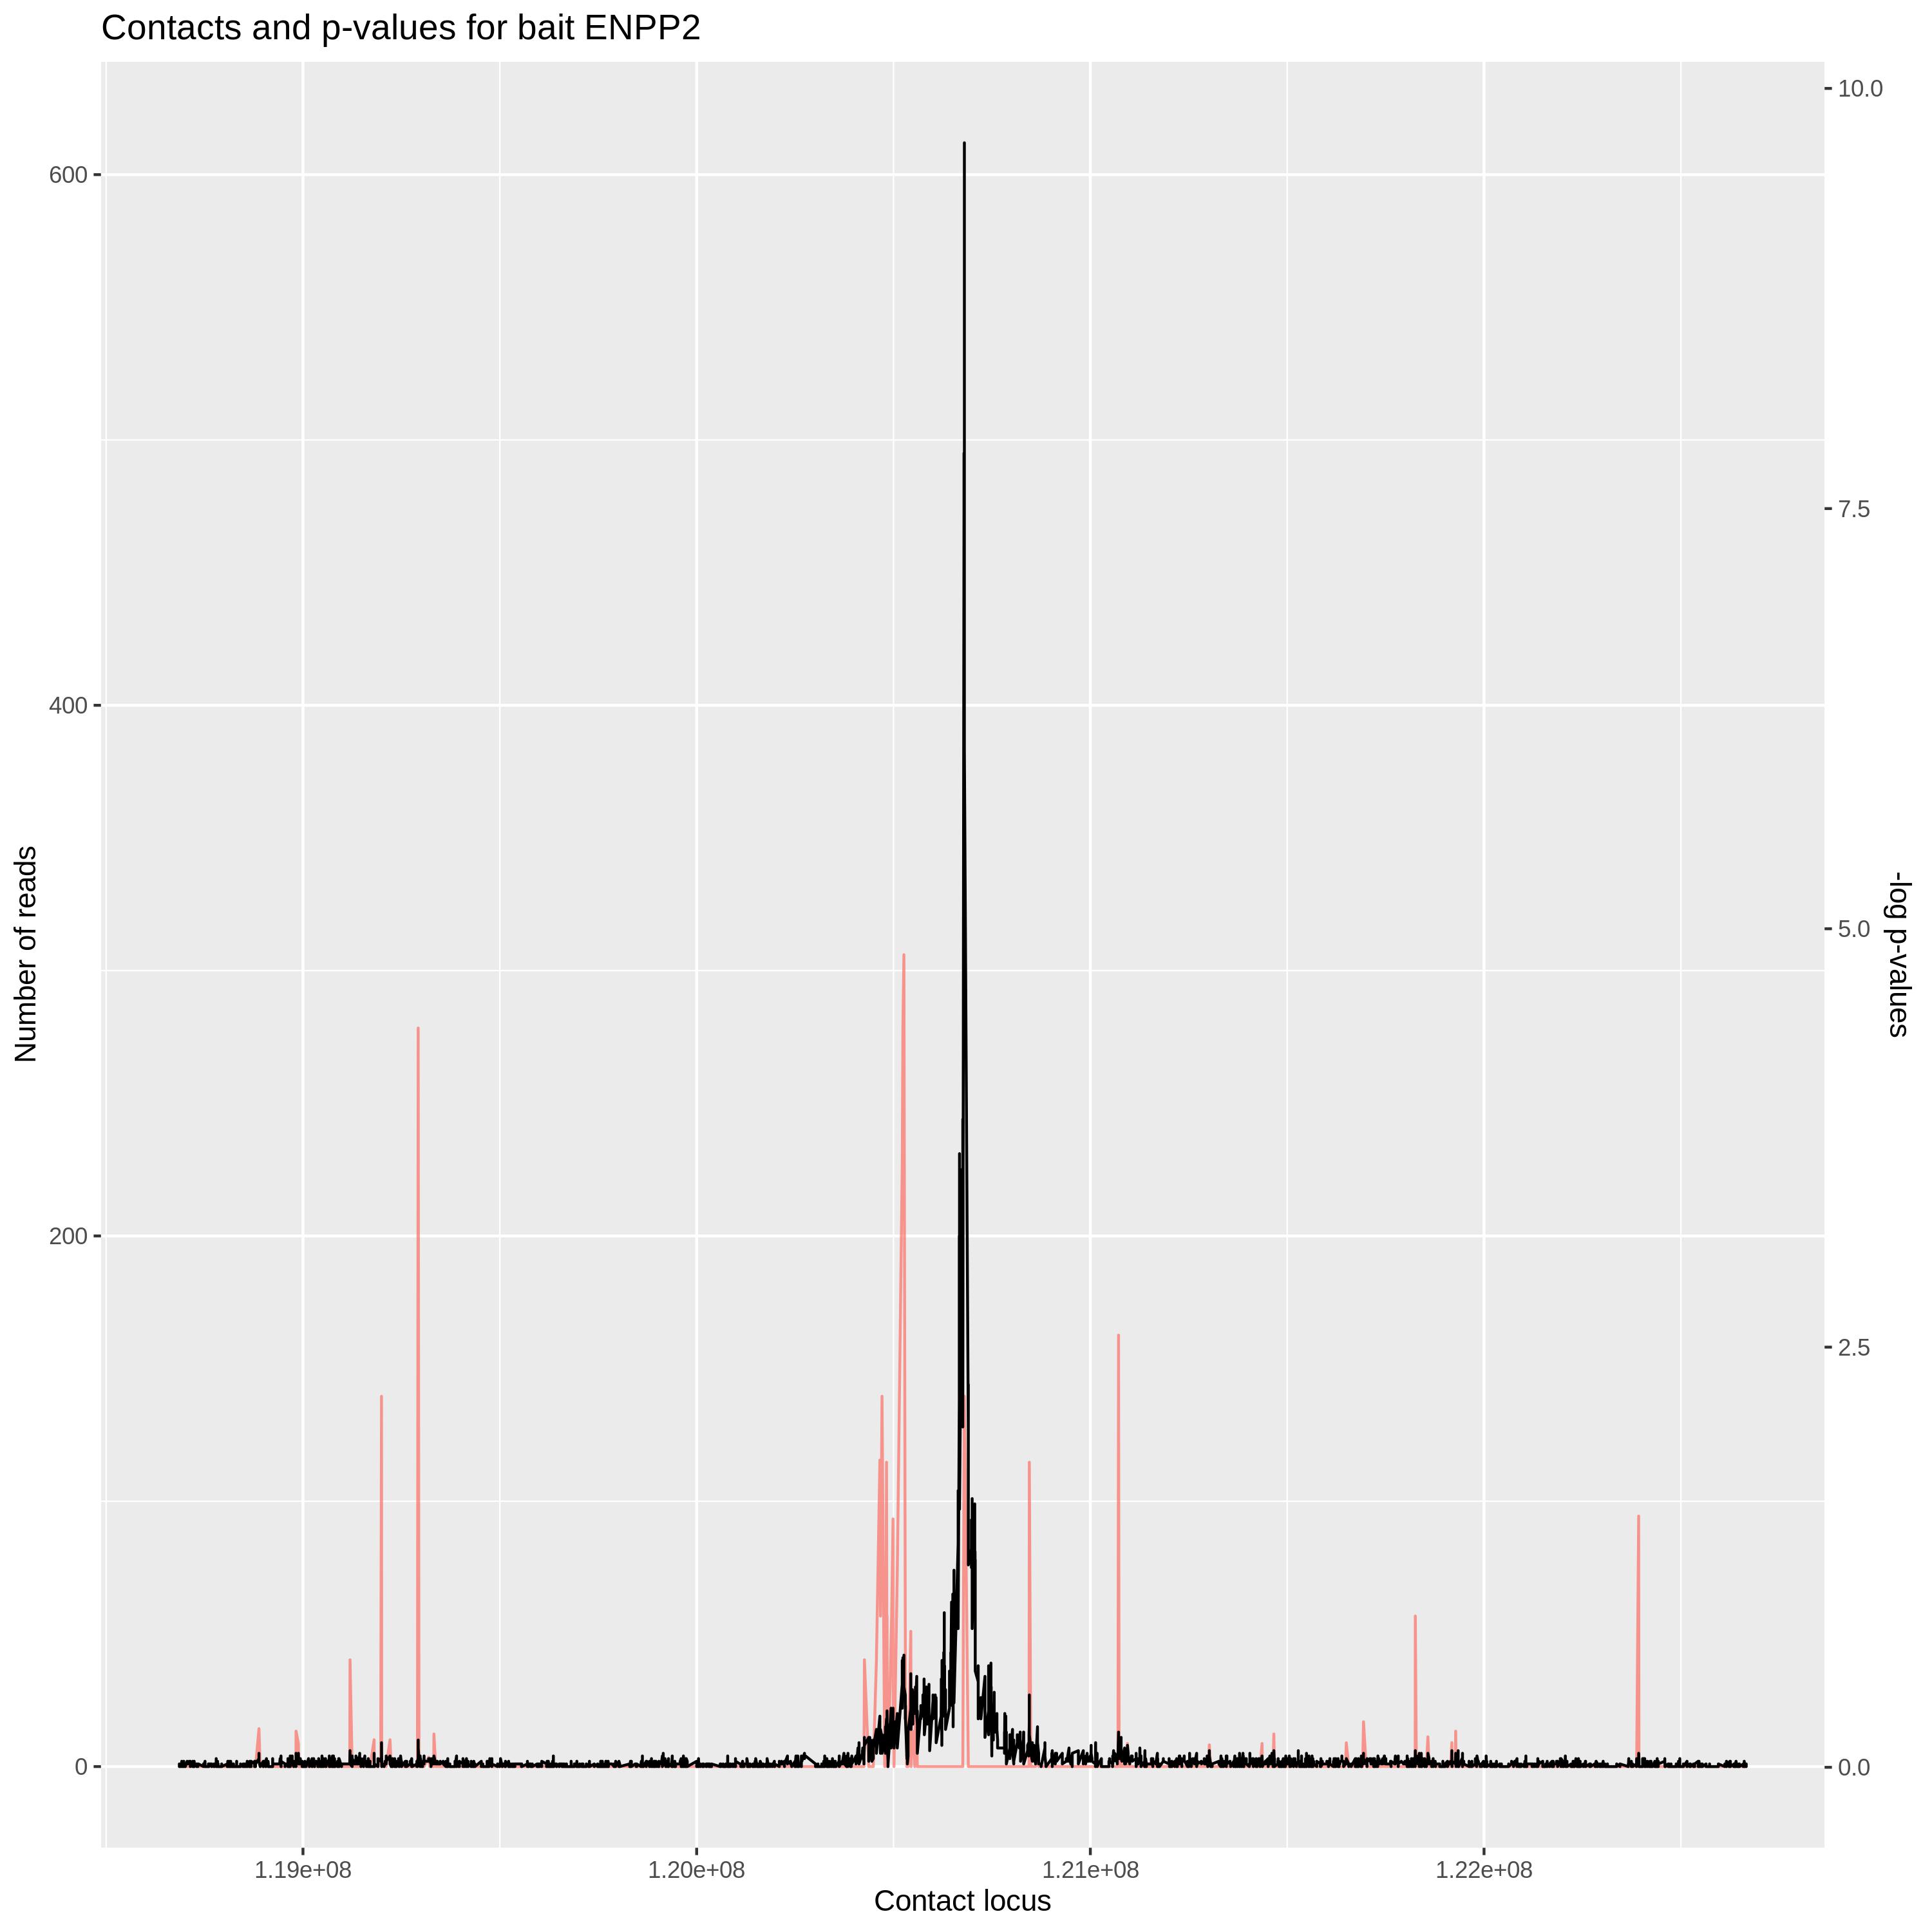 Contacts and p-values for bait ENPP2
10.0
600
7.5
400
5.0
Number of reads
-log p-values
200
2.5
0
0.0
1.19e+08
1.20e+08
1.21e+08
1.22e+08
Contact locus